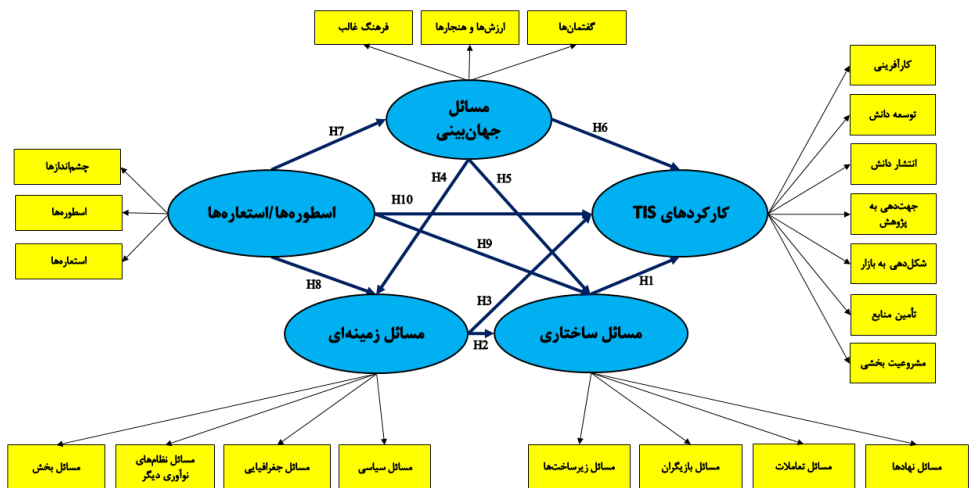 گفتمان‌ها
ارزش‌ها و هنجارها
فرهنگ غالب
مسائل
جهان‌بینی
کارآفرینی
توسعه دانش
انتشار دانش
جهت‌دهی به
پژوهش
شکل‌دهی به بازار
تأمین منابع
مشروعیت بخشی
H7
H6
H4
H5
چشم‌اندازها
اسطوره‌ها
استعاره‌ها
اسطوره‌ها/استعاره‌ها
H10
کارکردهای TIS
H9
H8
H3
H1
H2
مسائل زمینه‌ای
مسائل ساختاری
مسائل نهادها
مسائل تعاملات
مسائل بازیگران
مسائل زیرساخت‌ها
مسائل سیاسی
مسائل جغرافیایی
مسائل نظام‌های
نوآوری دیگر
مسائل بخش